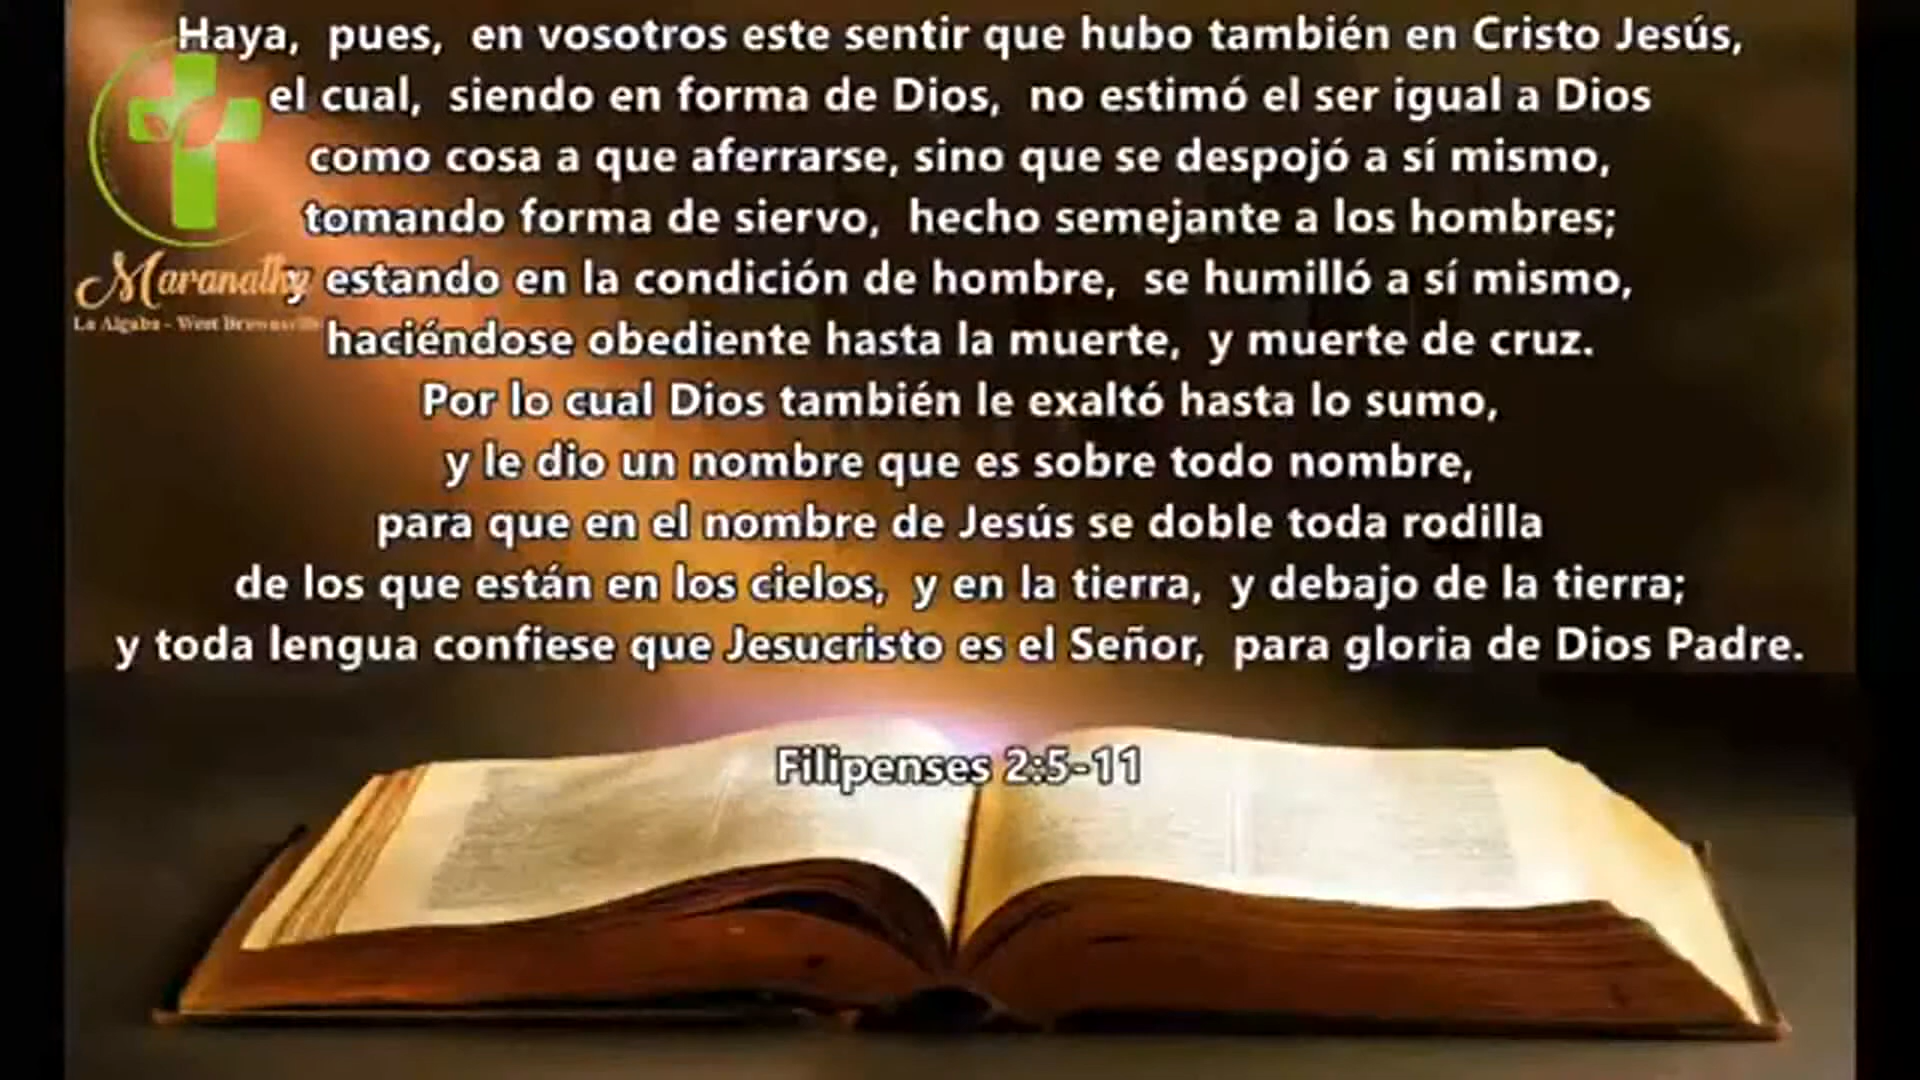 Haya, pues, en vosotros este sentir que hubo también en Cristo Jesús,
el cual, siendo en forma de Dios, no estimó el ser igual a Dios
como cosa a que aferrarse, sino que se despojó a sí mismo,
tomando forma de siervo, hecho semejante a los hombres;
y estando en la condición de hombre, se humilló a sí mismo,
haciéndose obediente hasta la muerte, y muerte de cruz.
Por lo cual Dios también le exaltó hasta lo sumo,
y le dio un nombre que es sobre todo nombre,
para que en el nombre de Jesús se doble toda rodilla
de los que están en los cielos, y en la tierra, y debajo de la tierra;
y toda lengua confiese que Jesucristo es el Señor, para gloria de Dios Padre.
Filipenses 2:5-11
La Algaba - West